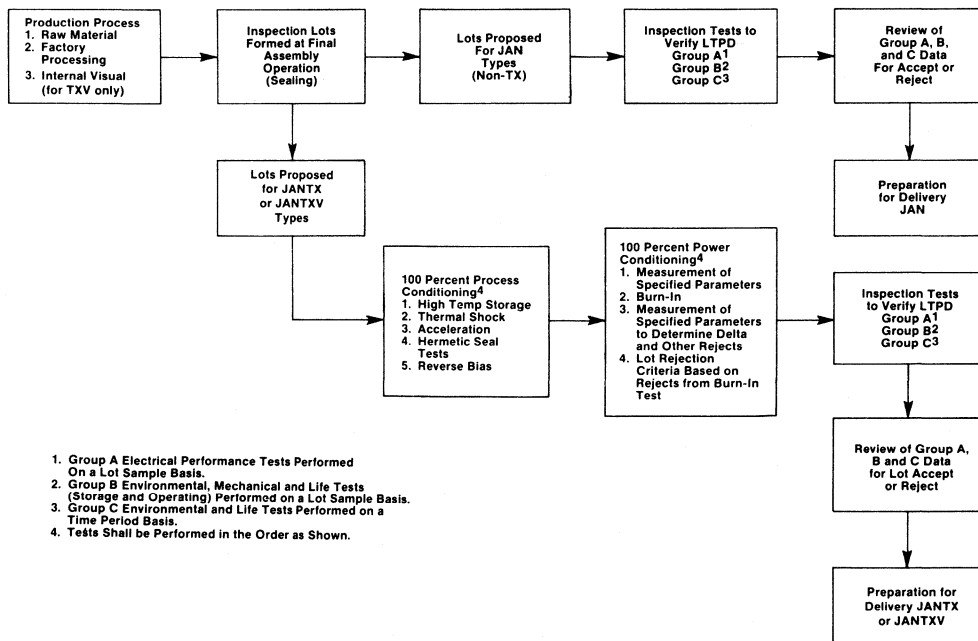 Production Process
1. Raw Material
2. Factory
Processing
3. Internal Visual
(for TXV only)
Inspection Lots
Formed at Final
Assembly
Operation
(Sealing)
Lots Proposed
For JAN
Types
(Non-TX)
Inspection Tests to
Verify LTPD
Group A1
Group B2
Group C3
Review of
Group A, B,
and C Data
For Accept or
Reject
Lots Proposed
for JANTX
or JANTXV
Types
Preparation
for Delivery
JAN
100 Percent Process
Conditioning4
1. High Temp Storage
2. Thermal Shock
3. Acceleration
4. Hermetic Seal
Tests
5. Reverse Bias
100 Percent Power
Conditioning4
1. Measurement of
Specified Parameters
2. Burn-In
3. Measurement of
Specified Parameters
to Determine Delta
and Other Rejects
4. Lot Rejection
Criteria Based on
Rejects from Burn-In
Test
Inspection Tests
to Verify LTPD
Group A1
Group B2
Group C3
Review of Group A,
B and C Data
for Lot Accept
or Reject
Preparation for
Delivery JANTX
or JANTXV
1. Group A Electrical Performance Tests Performed
On a Lot Sample Basis.
2. Group B Environmental, Mechanical and Life Tests
(Storage and Operating) Performed on a Lot Sample Basis.
3. Group C Environmental and Life Tests Performed on a
Time Period Basis.
4. Tests Shall be Performed in the Order as Shown.